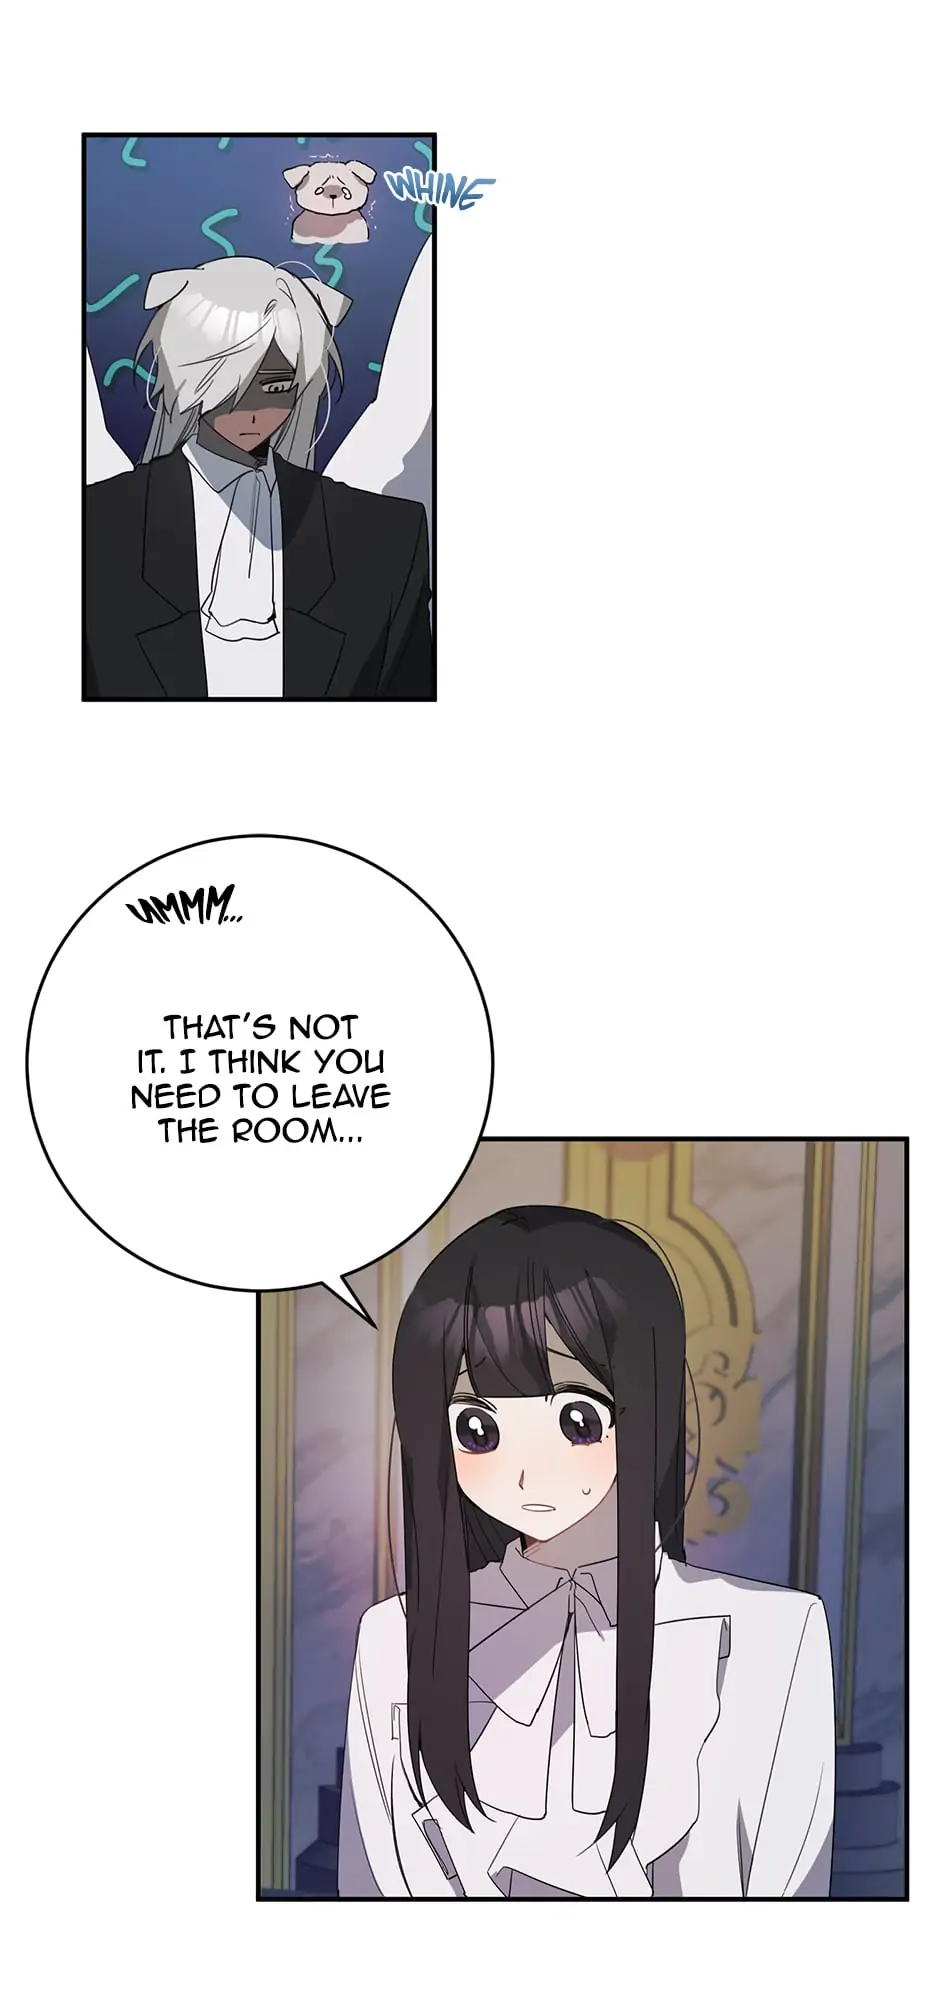 WHINE
UMMM...
THAT'S NOT
IT. I THINK YOU
NEED TO LEAVE
THE ROOM...